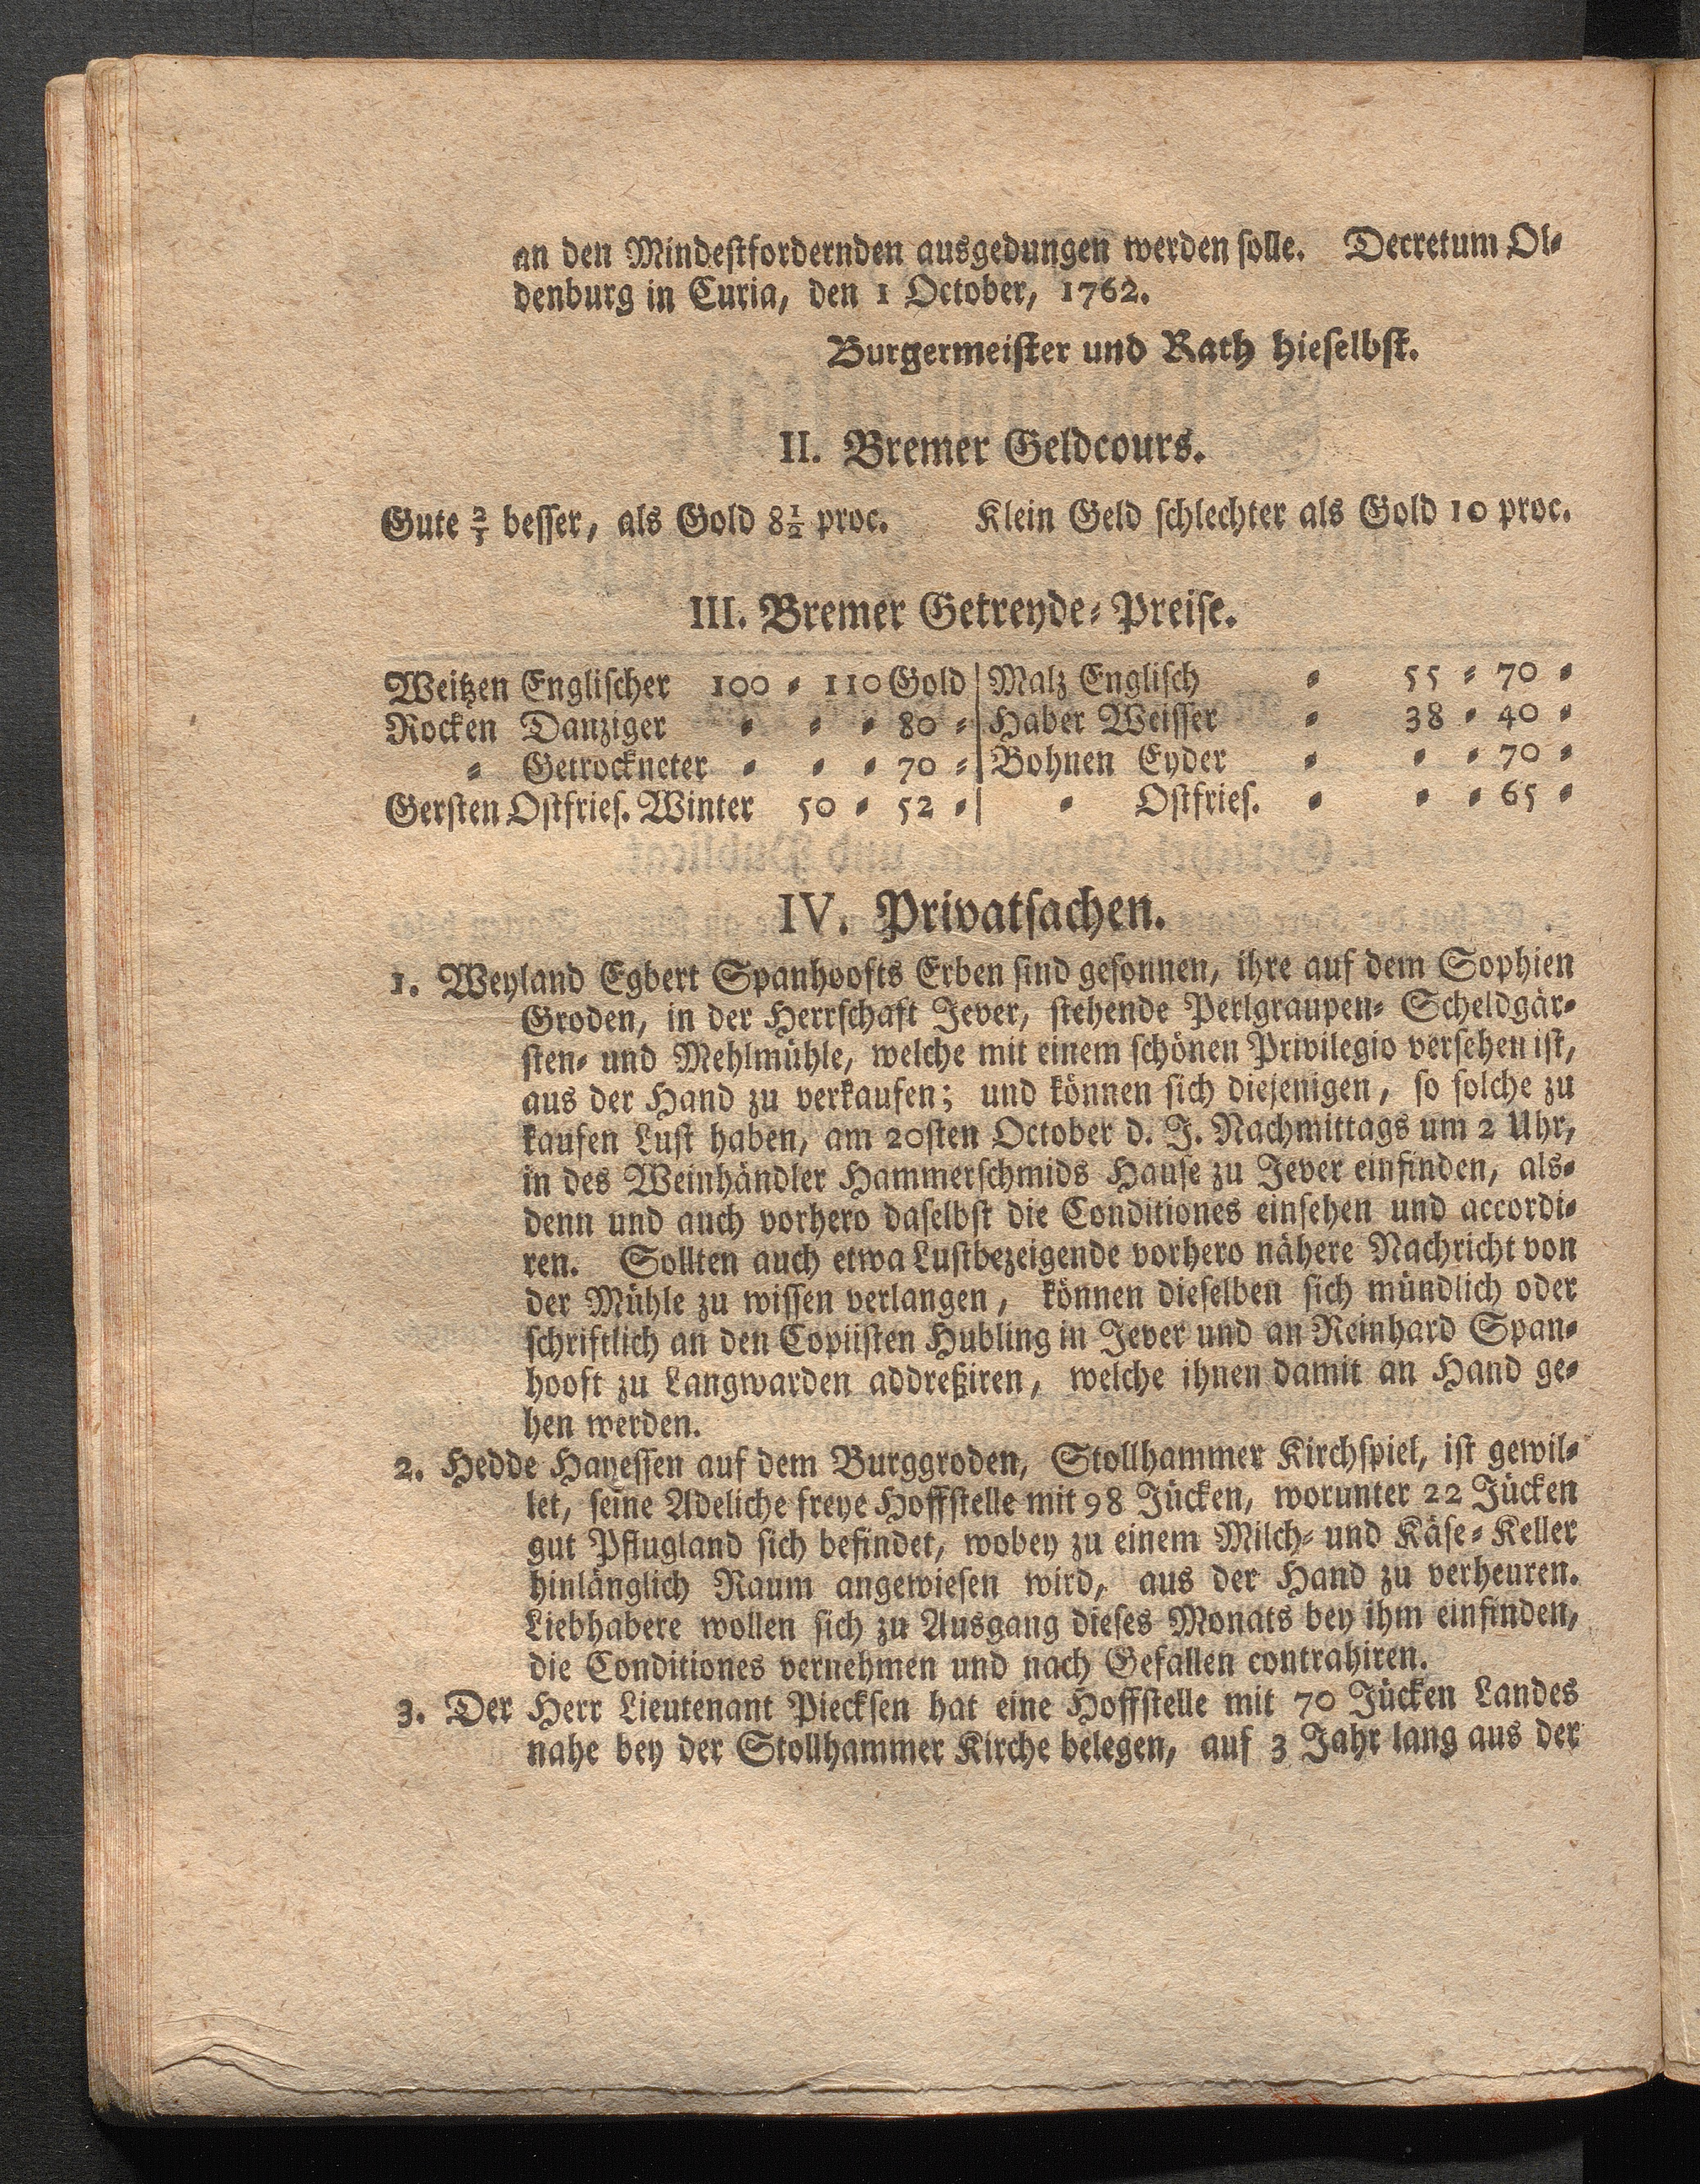 an den Mindestfordernden ausgedungen werden solle. Decretum Ol-
denburg in Curia, den 1 October, 1762.
Burgermeister und Rath hieselbst.
II. Bremer Geldcours.
Gute 2/3 besser, als Gold 8 1/2 proc. Klein Geld schlechter als Gold 10 proc.
III. Bremer Getreyde-Preise.
Weitzen Englischer 100 - 110 Gold | Malz Englisch - 55 - 70 -
Rocken Danziger - - - 80 - | Haber Weisser - 38 - 40 -
- Getrockneter - - - 70 - | Bohnen Eyder - - - 70 -
Gersten Ostfries. Winter 50 - 52 - | - Ostfries. - - - 65 -
IV. Privatsachen.
1. Weyland Egbert Spanhoofts Erben sind gesonnen, ihre auf dem Sophien
Groden, in der Herrschaft Jever, stehende Perlgraupen- Scheldgär-
sten- und Mehlmühle, welche mit einem schönen Privilegio versehen ist,
aus der Hand zu verkaufen; und können sich diejenigen, so solche zu
kaufen Lust haben, am 20sten October d. J. Nachmittags um 2 Uhr,
in des Weinhändler Hammerschmids Hause zu Jever einfinden, als-
denn und auch vorhero daselbst die Conditiones einsehen und accordi-
ren. Sollten auch etwa Lustbezeigende vorhero nähere Nachricht von
der Mühle zu wissen verlangen, können dieselben sich mündlich oder
schriftlich an den Copiisten Hubling in Jever und an Reinhard Span-
hooft zu Langwarden addreßiren, welche ihnen damit an Hand ge-
hen werden.
2. Hedde Hayessen auf dem Burggroden, Stollhammer Kirchspiel, ist gewil-
let, seine Adeliche freye Hoffstelle mit 98 Jücken, worunter 22 Jücken
gut Pflugland sich befindet, wobey zu einem Milch- und Käse-Keller
hinlänglich Raum angewiesen wird, aus der Hand zu verheuren.
Liebhabere wollen sich zu Ausgang dieses Monats bey ihm einfinden,
die Conditiones vernehmen und nach Gefallen contrahiren.
3. Der Herr Lieutenant Piecksen hat eine Hoffstelle mit 70 Jücken Landes
nahe bey der Stollhammer Kirche belegen, auf 3 Jahr lang aus der